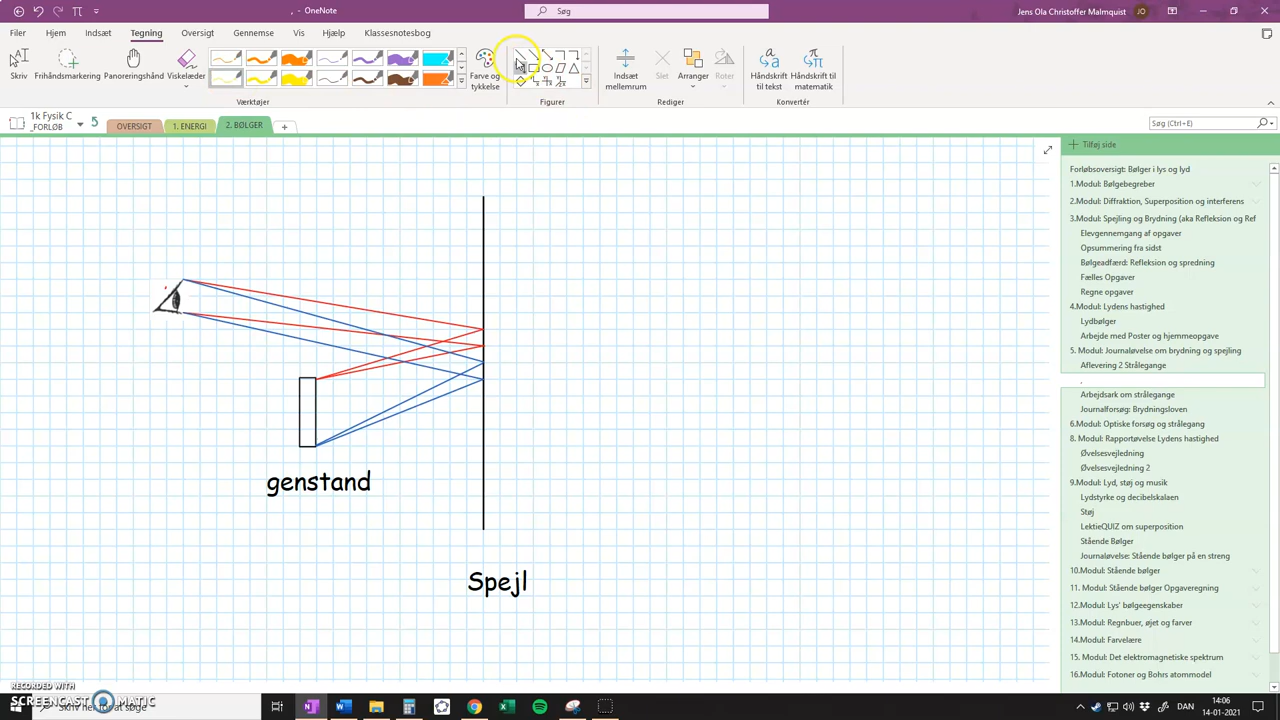 , - OneNote
Søg
Jens Ola Christoffer Malmquist
JO
Filer
Hjem
Indsæt
Tegning
Oversigt
Gennemse
Vis
Hjælp
Klassenotesbog
Skriv
Frihåndsmarkering
Panoreringshånd
Viskelæder
Farve og
tykkelse
Indsæt
mellemrum
Slet
Arranger
Roter
Håndskrift
til tekst
Håndskrift til
matematik
Værktøjer
Figurer
Rediger
Konvertér
1k Fysik C
_FORLØB
OVERSIGT
1. ENERGI
2. BØLGER
Søg (Ctrl+E)
Tilføj side
Forløbsoversigt: Bølger i lys og lyd
1.Modul: Bølgebegreber
2.Modul: Diffraktion, Superposition og interferens
3.Modul: Spejling og Brydning (aka Refleksion og Ref
Elevgennemgang af opgaver
Opsummering fra sidst
Bølgeadfærd: Refleksion og spredning
Fælles Opgaver
Regne opgaver
4.Modul: Lydens hastighed
Lydbølger
Arbejde med Poster og hjemmeopgave
5. Modul: Journaløvelse om brydning og spejling
Aflevering 2 Strålegange
.
Arbejdsark om strålegange
Journalforsøg: Brydningsloven
6.Modul: Optiske forsøg og strålegang
8. Modul: Rapportøvelse Lydens hastighed
Øvelsesvejledning
Øvelsesvejledning 2
9.Modul: Lyd, støj og musik
Lydstyrke og decibelskalaen
Støj
LektieQUIZ om superposition
Stående Bølger
Journaløvelse: Stående bølger på en streng
10.Modul: Stående bølger
11. Modul: Stående bølger Opgaveregning
12.Modul: Lys' bølgeegenskaber
13.Modul: Regnbuer, øjet og farver
14.Modul: Farvelære
15. Modul: Det elektromagnetiske spektrum
16.Modul: Fotoner og Bohrs atommodel
genstand
Spejl
RECORDED WITH
SCREENCAST MATIC
DAN
14:06
14-01-2021